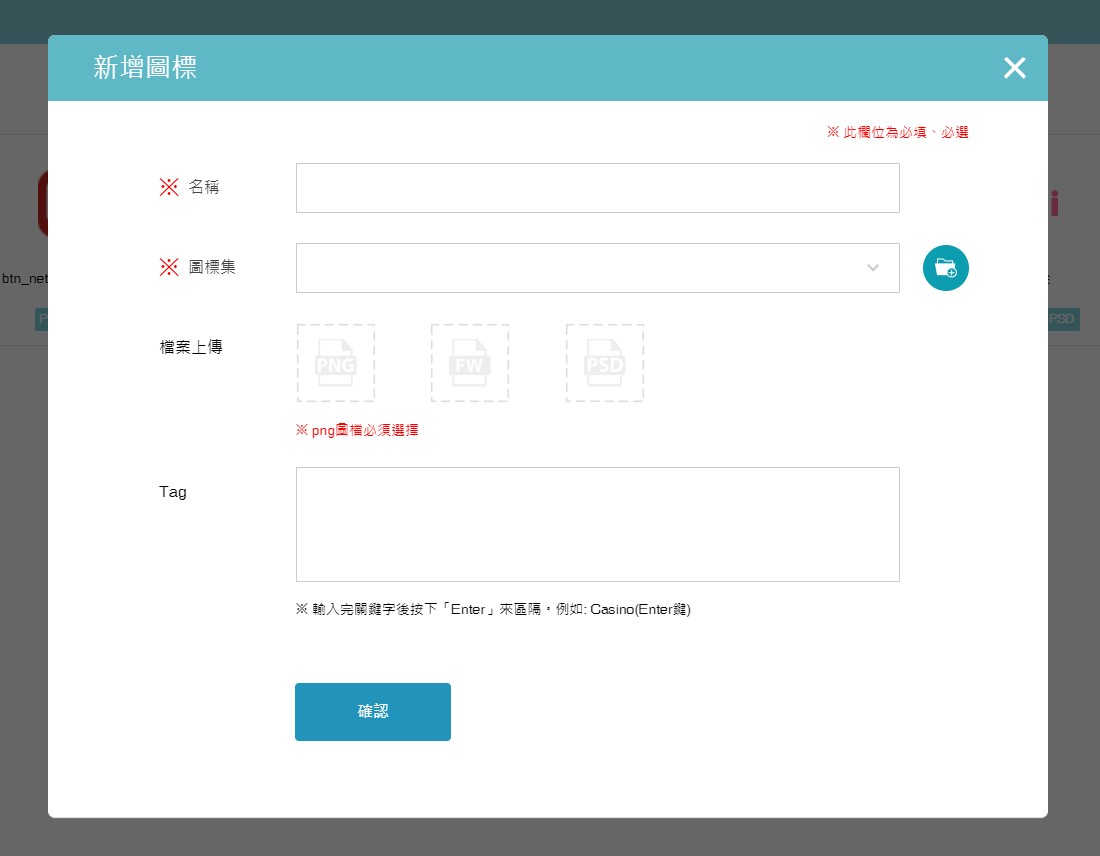 新增圖標
※ 此欄位為必填、必選
※ 名稱
※ 圖標集
btn_net
PSD
檔案上傳
PNG
FW
PSD
※ png圖檔必須選擇
Tag
※ 輸入完關鍵字後按下「Enter」來區隔。例如: Casino(Enter鍵)
確認